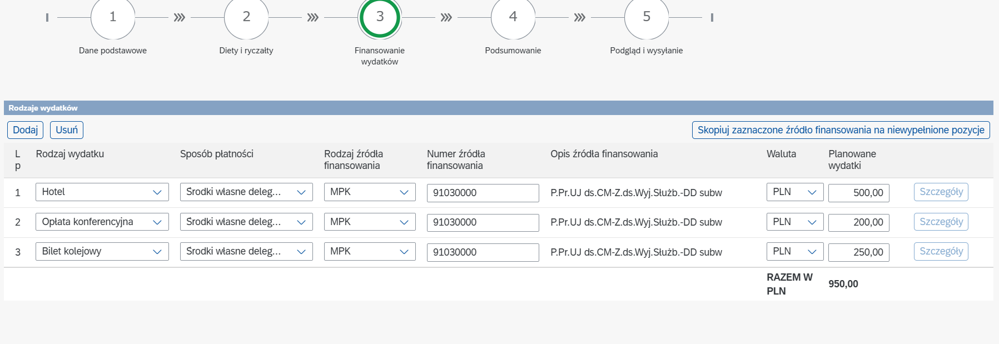 1 2 3 4 5
Dane podstawowe Diety i ryczałty Finansowanie wydatków Podsumowanie Podgląd i wysyłanie
Rodzaje wydatków
Dodaj Usuń Skopiuj zaznaczone źródło finansowania na niewypełnione pozycje
Lp Rodzaj wydatku Sposób płatności Rodzaj źródła finansowania Numer źródła finansowania Opis źródła finansowania Waluta Planowane wydatki
1 Hotel Środki własne deleg... MPK 91030000 P.Pr.UJ ds.CM-Z.ds.Wyj.Służb.-DD subw PLN 500,00 Szczegóły
2 Opłata konferencyjna Środki własne deleg... MPK 91030000 P.Pr.UJ ds.CM-Z.ds.Wyj.Służb.-DD subw PLN 200,00 Szczegóły
3 Bilet kolejowy Środki własne deleg... MPK 91030000 P.Pr.UJ ds.CM-Z.ds.Wyj.Służb.-DD subw PLN 250,00 Szczegóły
RAZEM W PLN 950,00